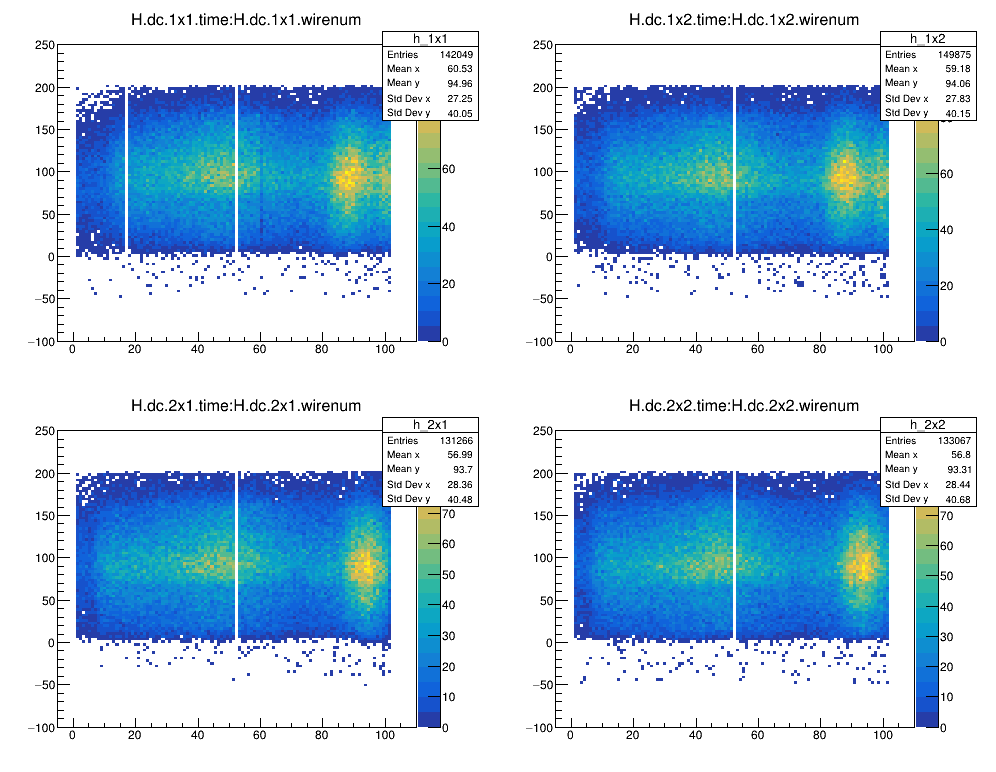 H.dc.1x1.time:H.dc.1x1.wirenum
h_1x1
Entries 142049
Mean x 60.53
Mean y 94.96
Std Dev x 27.25
Std Dev y 40.05
250
200
150
100
50
0
−50
−100
0 20 40 60 80 100
60
40
20
0
H.dc.1x2.time:H.dc.1x2.wirenum
h_1x2
Entries 149875
Mean x 59.18
Mean y 94.06
Std Dev x 27.83
Std Dev y 40.15
250
200
150
100
50
0
−50
−100
0 20 40 60 80 100
60
40
20
0
H.dc.2x1.time:H.dc.2x1.wirenum
h_2x1
Entries 131266
Mean x 56.99
Mean y 93.7
Std Dev x 28.36
Std Dev y 40.48
250
200
150
100
50
0
−50
−100
0 20 40 60 80 100
70
60
50
40
30
20
10
0
H.dc.2x2.time:H.dc.2x2.wirenum
h_2x2
Entries 133067
Mean x 56.8
Mean y 93.31
Std Dev x 28.44
Std Dev y 40.68
250
200
150
100
50
0
−50
−100
0 20 40 60 80 100
70
60
50
40
30
20
10
0